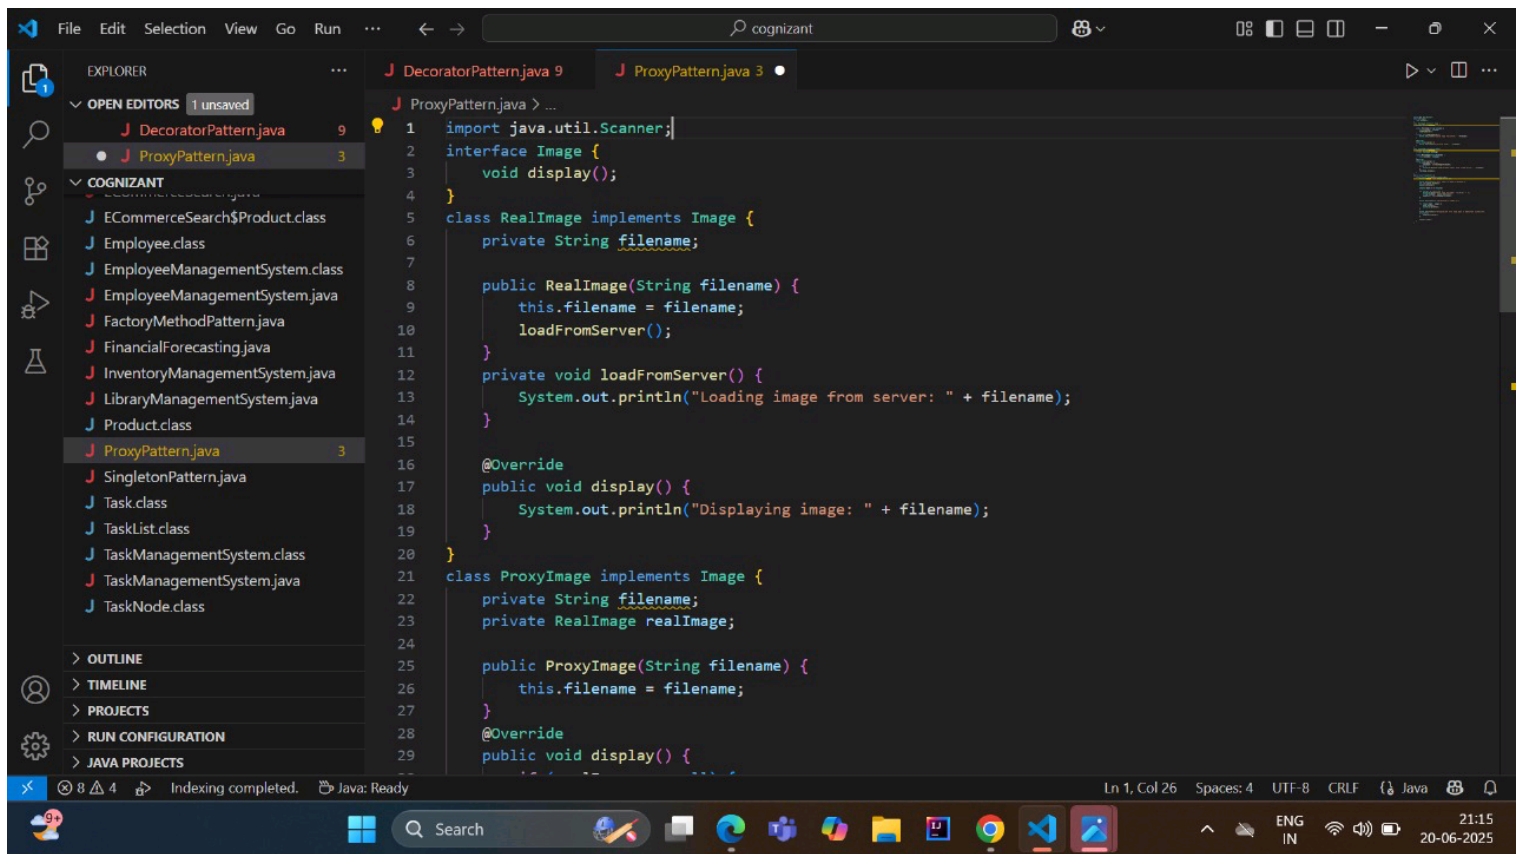 File Edit Selection View Go Run ··· cognizant
EXPLORER ···
OPEN EDITORS 1 unsaved
DecoratorPattern.java 9
ProxyPattern.java 3
COGNIZANT
ECommerceSearch$Product.class
Employee.class
EmployeeManagementSystem.class
EmployeeManagementSystem.java
FactoryMethodPattern.java
FinancialForecasting.java
InventoryManagementSystem.java
LibraryManagementSystem.java
Product.class
ProxyPattern.java 3
SingletonPattern.java
Task.class
TaskList.class
TaskManagementSystem.class
TaskManagementSystem.java
TaskNode.class
OUTLINE
TIMELINE
PROJECTS
RUN CONFIGURATION
JAVA PROJECTS
DecoratorPattern.java 9 ProxyPattern.java 3
ProxyPattern.java > ...
1 import java.util.Scanner;
2 interface Image {
3 void display();
4 }
5 class RealImage implements Image {
6 private String filename;
7
8 public RealImage(String filename) {
9 this.filename = filename;
10 loadFromServer();
11 }
12 private void loadFromServer() {
13 System.out.println("Loading image from server: " + filename);
14 }
15
16 @Override
17 public void display() {
18 System.out.println("Displaying image: " + filename);
19 }
20 }
21 class ProxyImage implements Image {
22 private String filename;
23 private RealImage realImage;
24
25 public ProxyImage(String filename) {
26 this.filename = filename;
27 }
28 @Override
29 public void display() {
8 4 Indexing completed. Java: Ready Ln 1, Col 26 Spaces: 4 UTF-8 CRLF Java
9+ Search ENG IN 21:15
20-06-2025